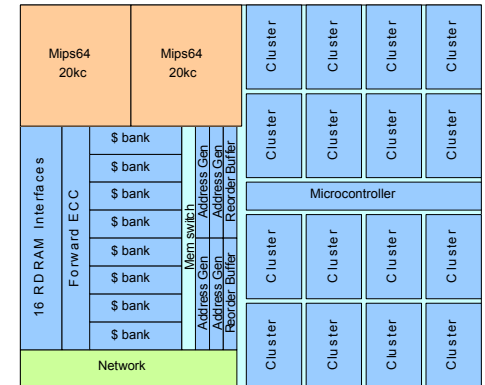 Mips64
20kc
Mips64
20kc
Cluster
Cluster
Cluster
Cluster
Cluster
Cluster
Cluster
Cluster
16 RDRAM Interfaces
Forward ECC
$ bank
$ bank
$ bank
$ bank
$ bank
$ bank
$ bank
$ bank
Mem switch
Address Gen
Address Gen
Reorder Buffer
Address Gen
Address Gen
Reorder Buffer
Microcontroller
Cluster
Cluster
Cluster
Cluster
Network
Cluster
Cluster
Cluster
Cluster